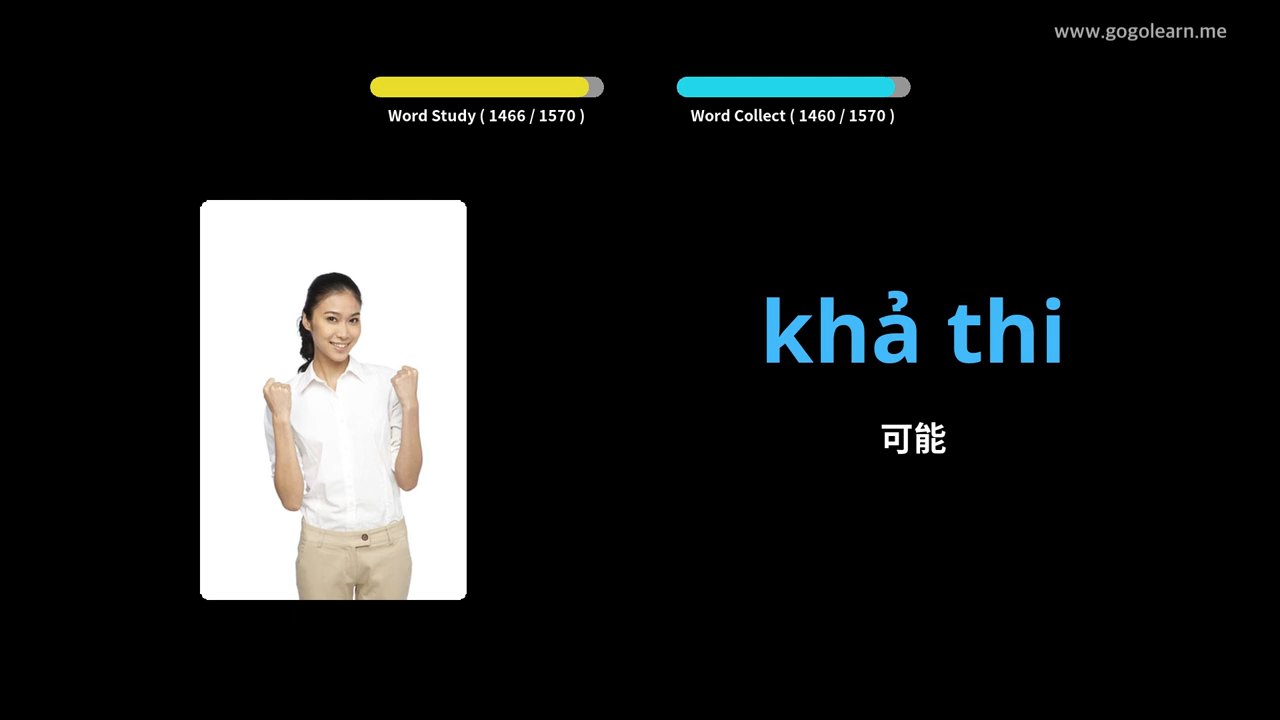 www.gogolearn.me
Word Study ( 1466 / 1570 )
Word Collect ( 1460 / 1570 )
khả thi
可能